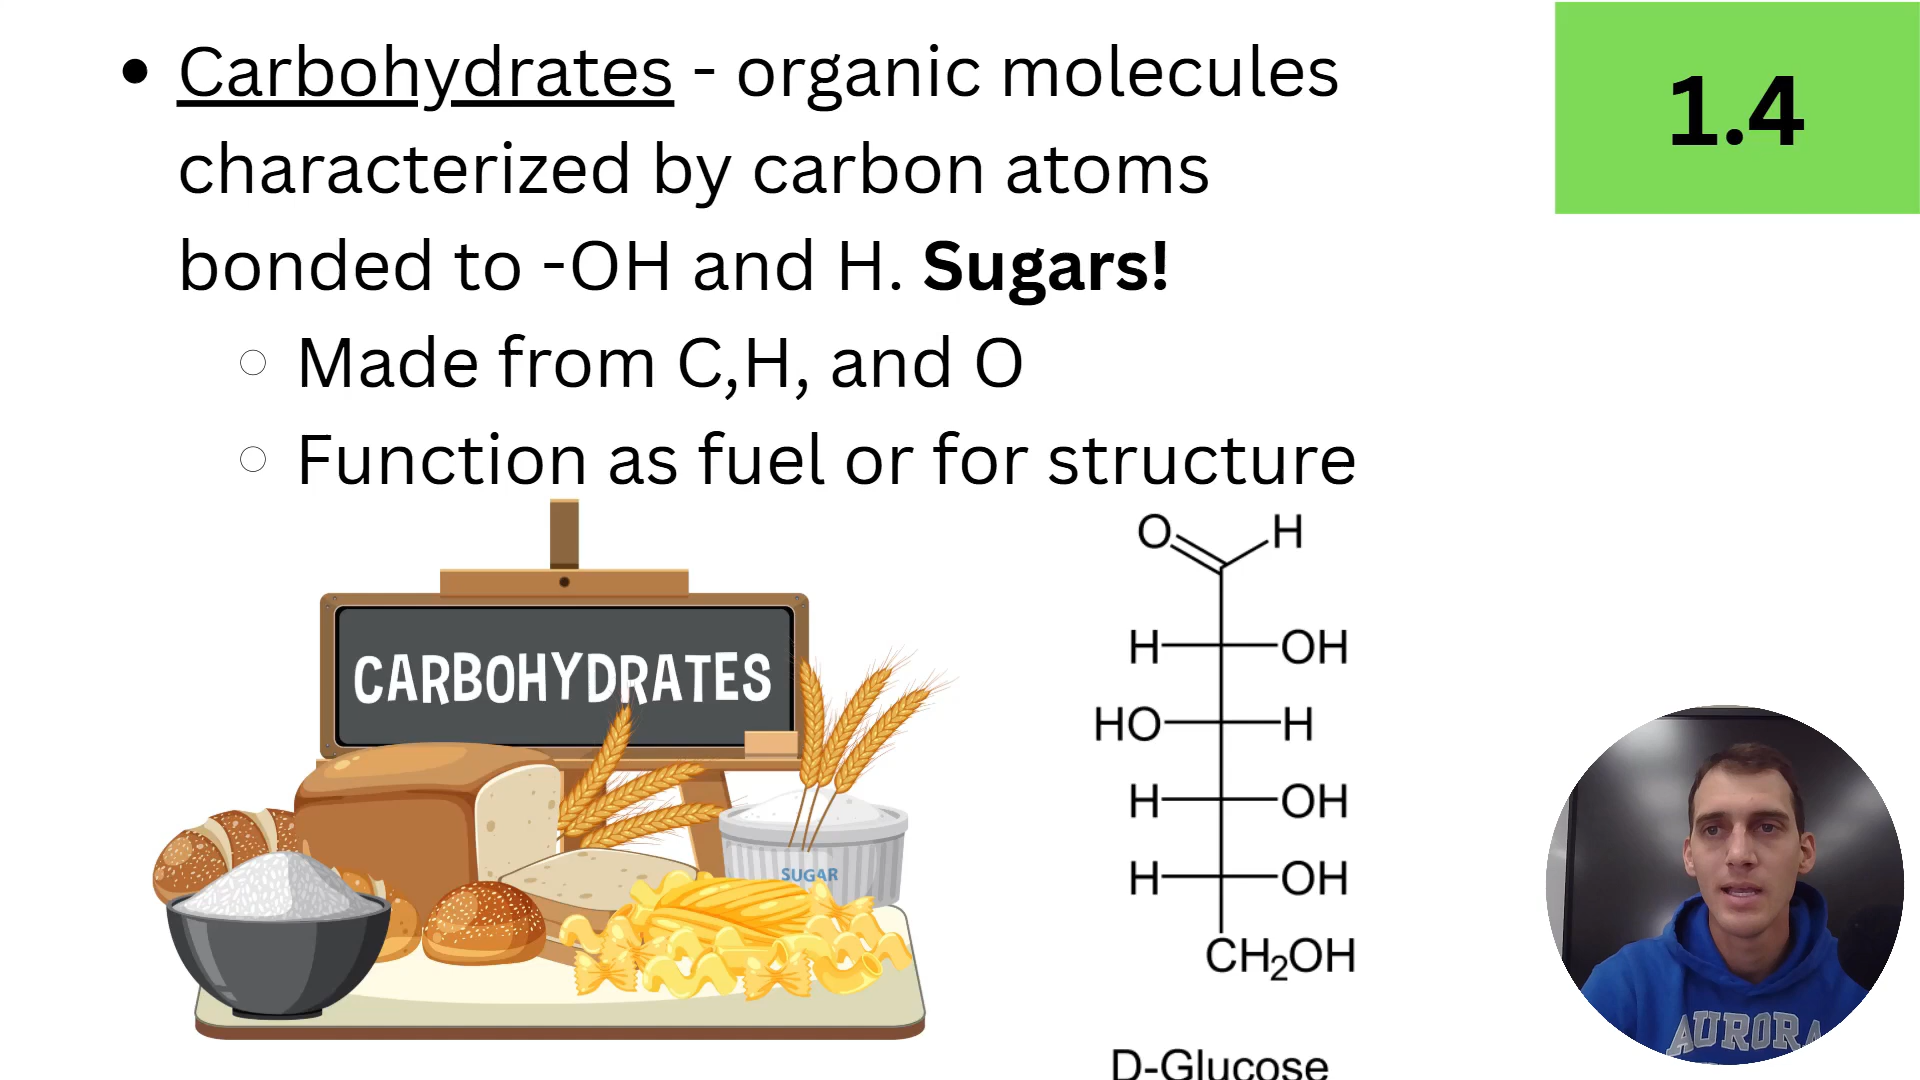 Carbohydrates - organic molecules
characterized by carbon atoms
bonded to -OH and H. Sugars!
Made from C,H, and O
Function as fuel or for structure
1.4
CARBOHYDRATES
SUGAR
O H
H OH
HO H
H OH
H OH
CH₂OH
D-Glucose
AURORA